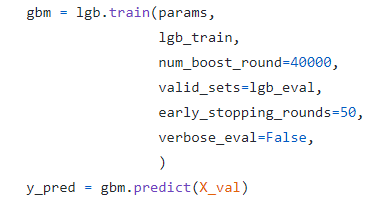 gbm = lgb.train(params,
                lgb_train,
                num_boost_round=40000,
                valid_sets=lgb_eval,
                early_stopping_rounds=50,
                verbose_eval=False,
                )
y_pred = gbm.predict(X_val)